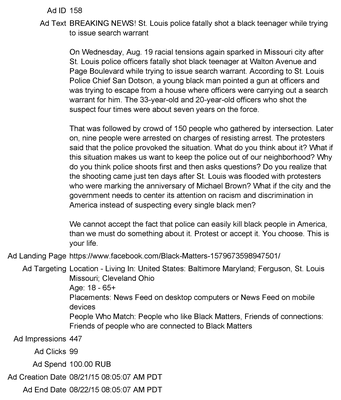 Ad ID 158
Ad Text BREAKING NEWS! St. Louis police fatally shot a black teenager while trying
to issue search warrant
On Wednesday, Aug. 19 racial tensions again sparked in Missouri city after
St. Louis police officers fatally shot black teenager at Walton Avenue and
Page Boulevard while trying to issue search warrant. According to St. Louis
Police Chief San Dotson, a young black man pointed a gun at officers and
was trying to escape from a house where officers were carrying out a search
warrant for him. The 33-year-old and 20-year-old officers who shot the
suspect four times were about seven years on the force.
That was followed by crowd of 150 people who gathered by intersection. Later
on, nine people were arrested on charges of resisting arrest. The protesters
said that the police provoked the situation. What do you think about it? What if
this situation makes us want to keep the police out of our neighborhood? Why
do you think police shoots first and then asks questions? Do you realize that
the shooting came just ten days after St. Louis was flooded with protesters
who were marking the anniversary of Michael Brown? What if the city and the
government needs to center its attention on racism and discrimination in
America instead of suspecting every single black men?
We cannot accept the fact that police can easily kill black people in America,
than we must do something about it. Protest or accept it. You choose. This is
your life.
Ad Landing Page https://www.facebook.com/Black-Matters-1579673598947501/
Ad Targeting Location - Living In: United States: Baltimore Maryland; Ferguson, St. Louis
Missouri; Cleveland Ohio
Age: 18 - 65+
Placements: News Feed on desktop computers or News Feed on mobile
devices
People Who Match: People who like Black Matters, Friends of connections:
Friends of people who are connected to Black Matters
Ad Impressions 447
Ad Clicks 99
Ad Spend 100.00 RUB
Ad Creation Date 08/21/15 08:05:07 AM PDT
Ad End Date 08/22/15 08:05:07 AM PDT